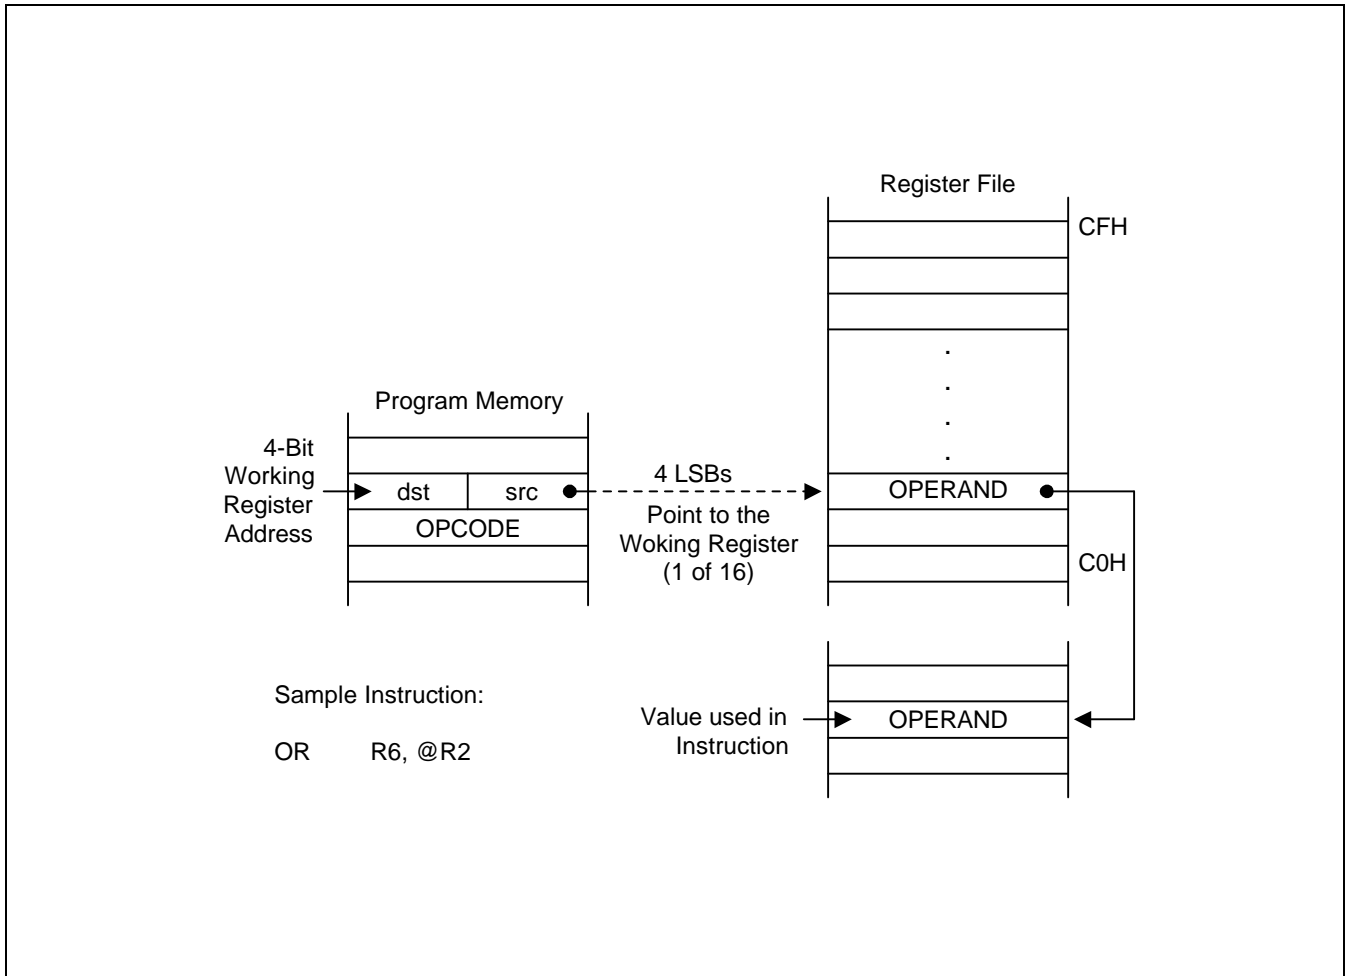 Register File
CFH
.
.
.
.
Program Memory
4-Bit
Working
Register
Address
dst
src
OPCODE
4 LSBs
Point to the
Woking Register
(1 of 16)
OPERAND
C0H
Sample Instruction:
OR R6, @R2
Value used in
Instruction
OPERAND